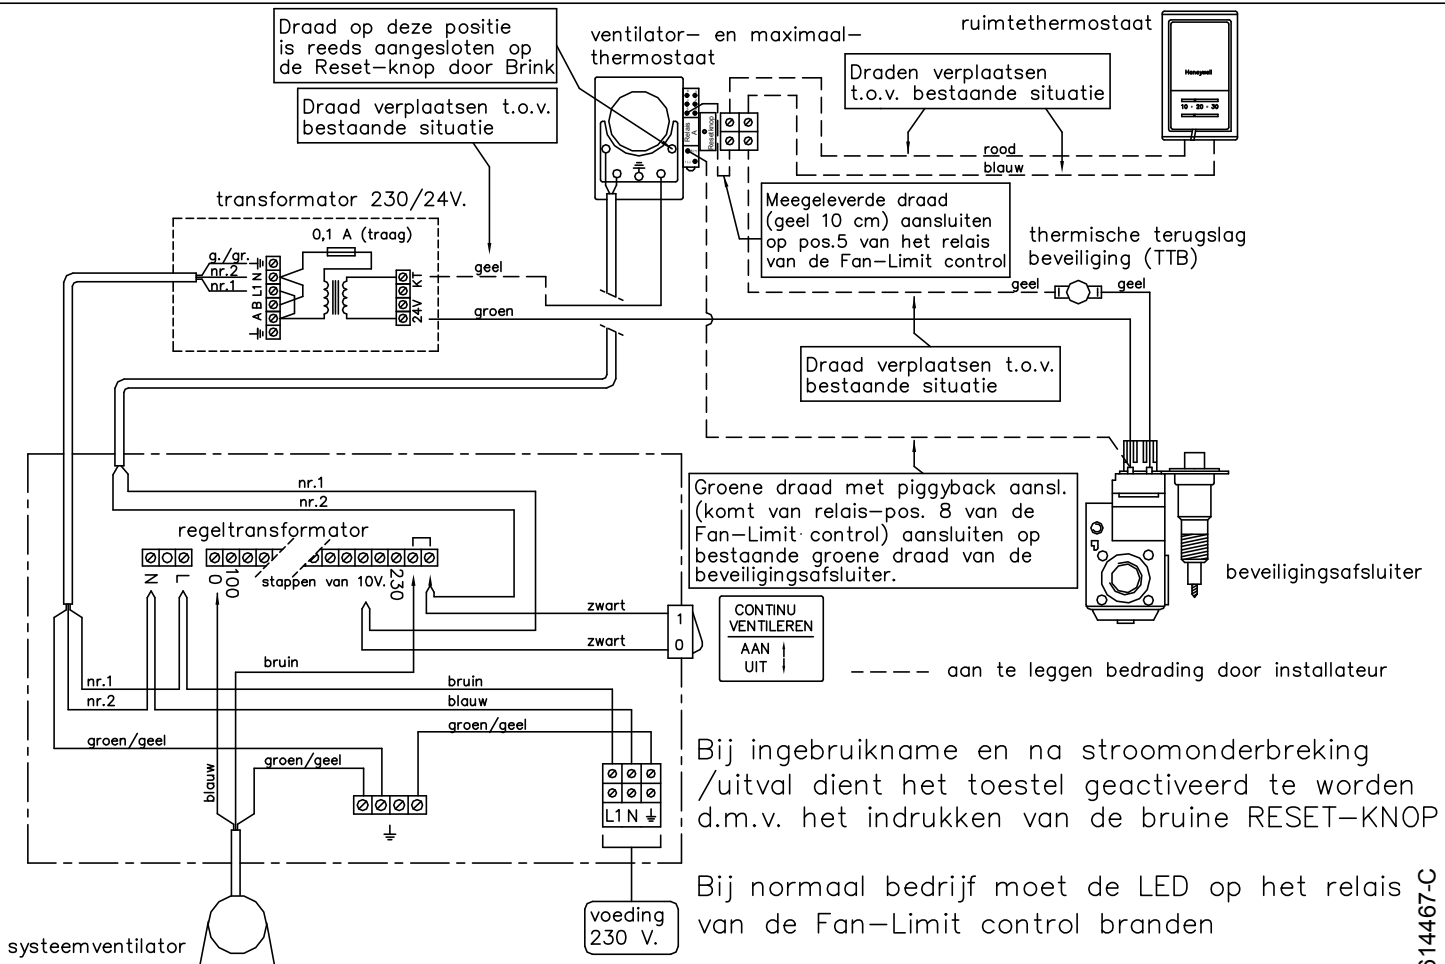 Draad op deze positie
is reeds aangesloten op
de Reset-knop door Brink
ventilator- en maximaal-
thermostaat
ruimtethermostaat
Honeywell
10 · 20 · 30
Draden verplaatsen
t.o.v. bestaande situatie
Draad verplaatsen t.o.v.
bestaande situatie
Relais
A
Resetknop
rood
blauw
transformator 230/24V.
0,1 A (traag)
g./gr.
nr.2
nr.1
A B L1 N
24V
KT
geel
groen
Meegeleverde draad
(geel 10 cm) aansluiten
op pos.5 van het relais
van de Fan-Limit control
thermische terugslag
beveiliging (TTB)
geel
geel
Draad verplaatsen t.o.v.
bestaande situatie
Groene draad met piggyback aansl.
(komt van relais-pos. 8 van de
Fan-Limit control) aansluiten op
bestaande groene draad van de
beveiligingsafsluiter.
beveiligingsafsluiter
nr.1
nr.2
regeltransformator
N
L
0
100
stappen van 10V.
230
zwart
zwart
1
0
CONTINU
VENTILEREN
AAN
UIT
aan te leggen bedrading door installateur
bruin
nr.1
nr.2
bruin
blauw
groen/geel
groen/geel
groen/geel
blauw
L1 N
voeding
230 V.
systeemventilator
Bij ingebruikname en na stroomonderbreking
/uitval dient het toestel geactiveerd te worden
d.m.v. het indrukken van de bruine RESET-KNOP
Bij normaal bedrijf moet de LED op het relais
van de Fan-Limit control branden
614467-C